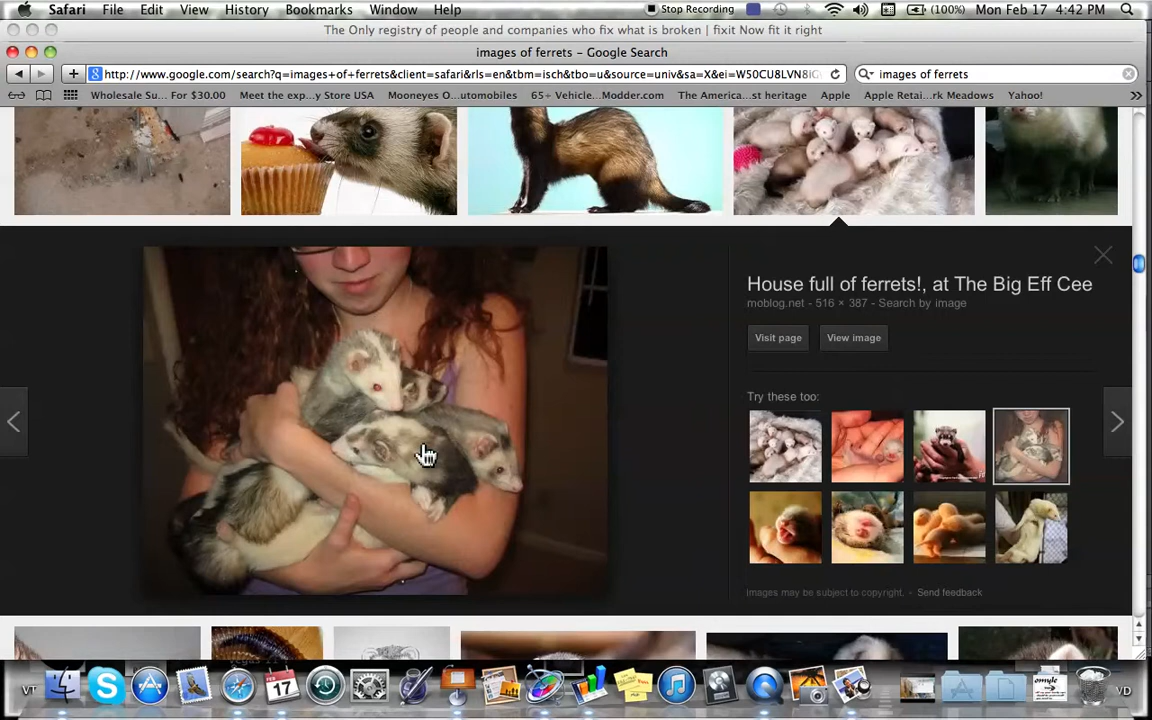 Safari File Edit View History Bookmarks Window Help Stop Recording (100%) Mon Feb 17 4:42 PM
The Only registry of people and companies who fix what is broken | fixit Now fit it right
images of ferrets – Google Search
http://www.google.com/search?q=images+of+ferrets&client=safari&rls=en&tbm=isch&tbo=u&source=univ&sa=X&ei=W50CU8LVN8iG images of ferrets
Wholesale Su... For $30.00 Meet the exp...y Store USA Mooneyes O...utomobiles 65+ Vehicle...Modder.com The America...st heritage Apple Apple Retai...rk Meadows Yahoo!
House full of ferrets!, at The Big Eff Cee
moblog.net - 516 × 387 - Search by image
Visit page View image
Try these too:
Images may be subject to copyright. - Send feedback
VT FEB 17 VD